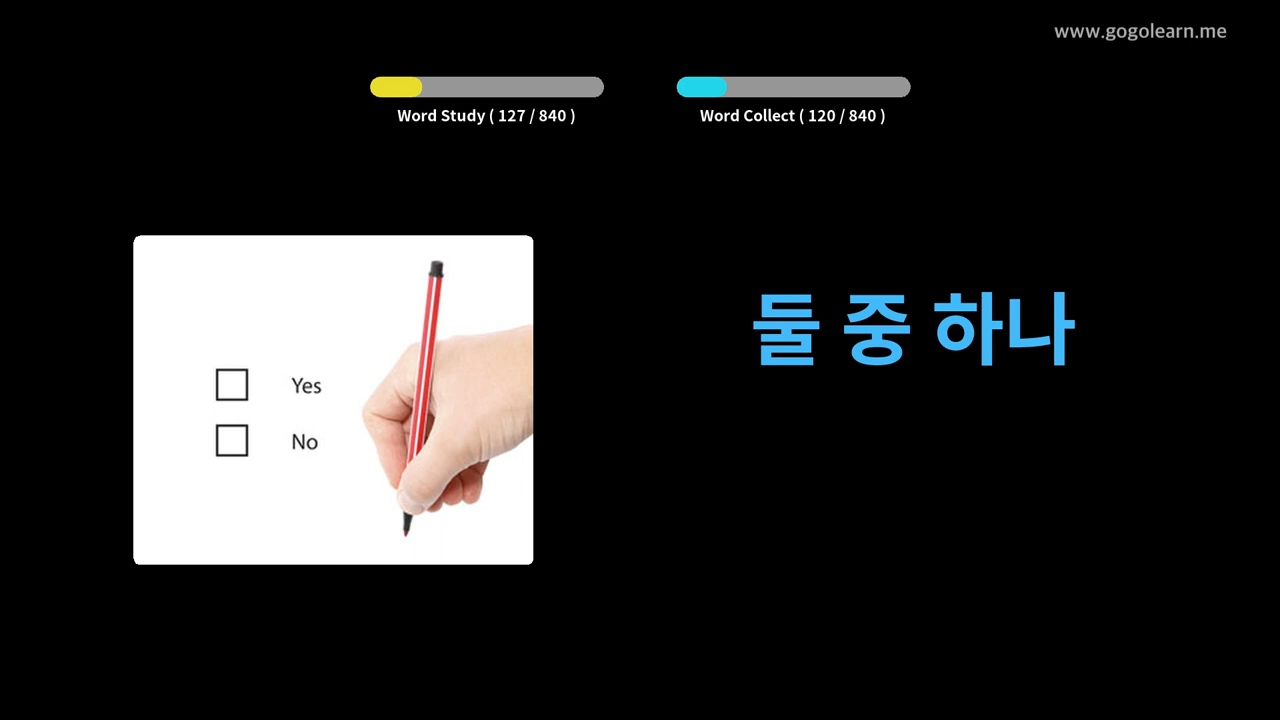 www.gogolearn.me
Word Study ( 127 / 840 )
Word Collect ( 120 / 840 )
Yes
No
둘 중 하나